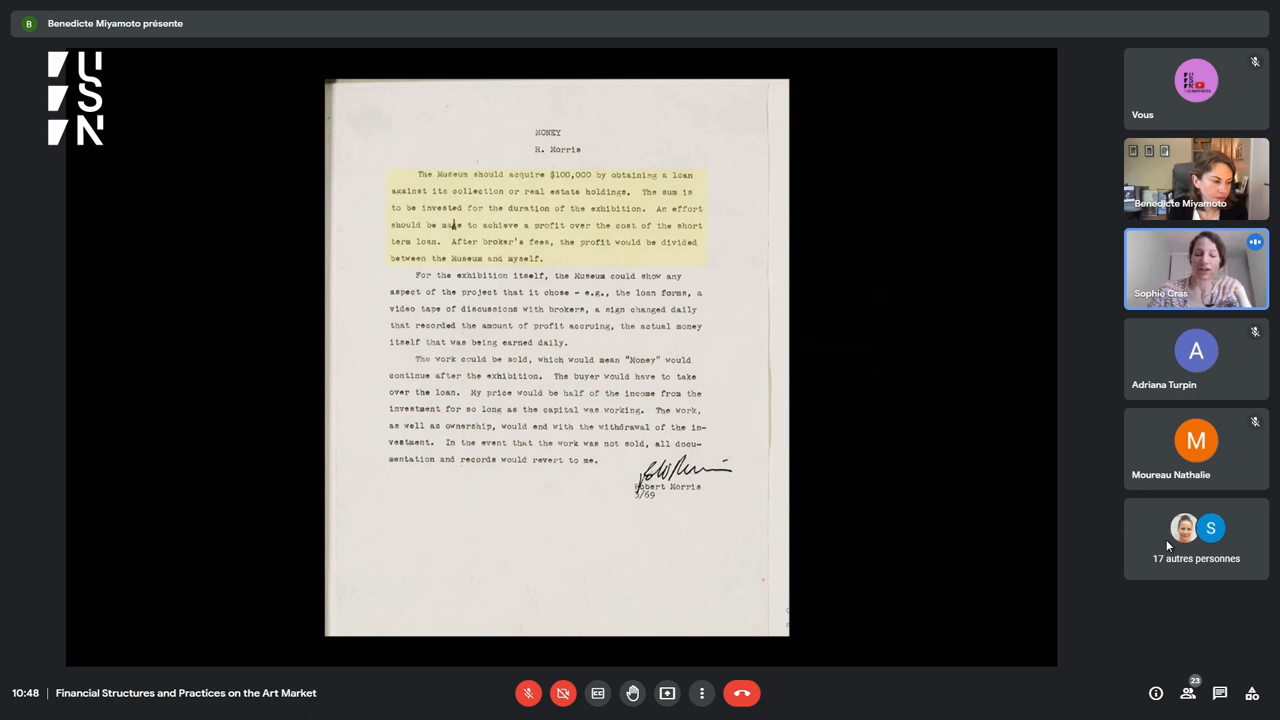 B Benedicte Miyamoto présente
USN
MONEY
R. Morris
The Museum should acquire $100,000 by obtaining a loan
against its collection or real estate holdings. The sum is
to be invested for the duration of the exhibition. An effort
should be made to achieve a profit over the cost of the short
term loan. After broker's fees, the profit would be divided
between the Museum and myself.
For the exhibition itself, the Museum could show any
aspect of the project that it chose - e.g., the loan forms, a
video tape of discussions with brokers, a sign changed daily
that recorded the amount of profit accruing, the actual money
itself that was being earned daily.
The work could be sold, which would mean "Money" would
continue after the exhibition. The buyer would have to take
over the loan. My price would be half of the income from the
investment for so long as the capital was working. The work,
as well as ownership, would end with the withdrawal of the in-
vestment. In the event that the work was not sold, all docu-
mentation and records would revert to me.
Robert Morris
3/69
Vous
Benedicte Miyamoto
Sophie Cras
A
Adriana Turpin
M
Moureau Nathalie
S
17 autres personnes
10:48 | Financial Structures and Practices on the Art Market
CC
23